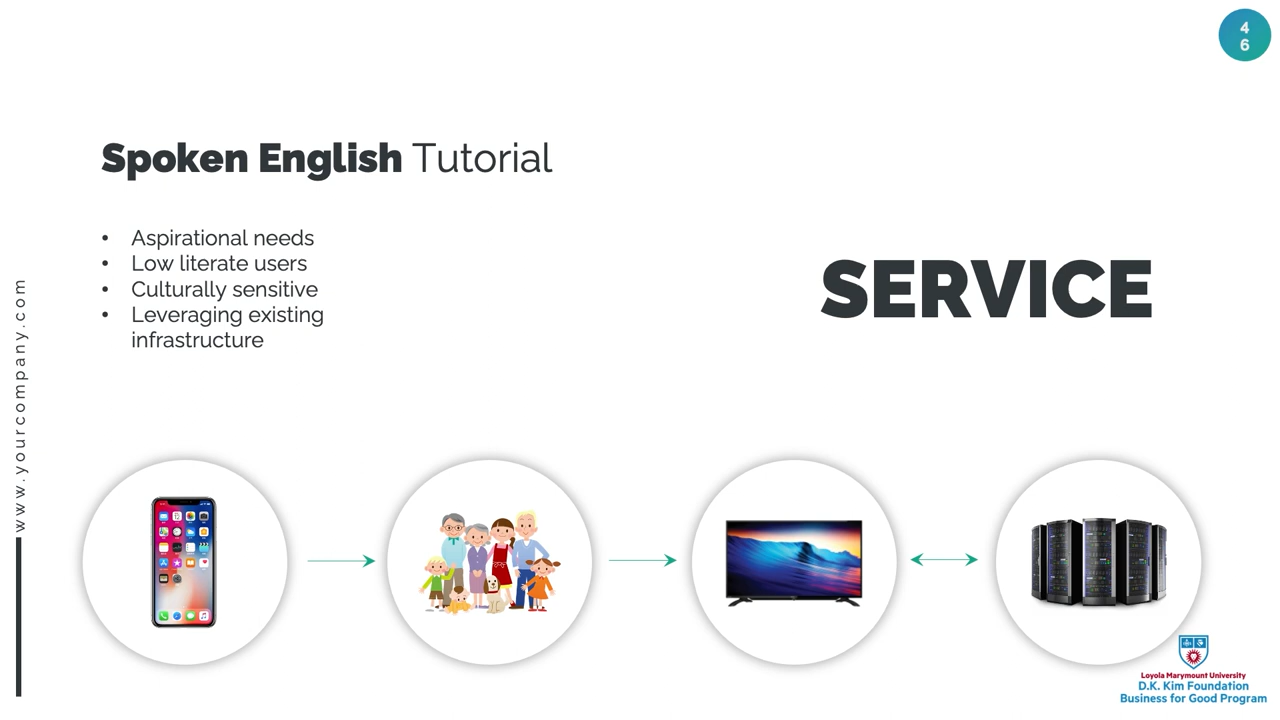 4
6
Spoken English Tutorial
• Aspirational needs
• Low literate users
• Culturally sensitive
• Leveraging existing
infrastructure
SERVICE
www.yourcompany.com
Loyola Marymount University
D.K. Kim Foundation
Business for Good Program